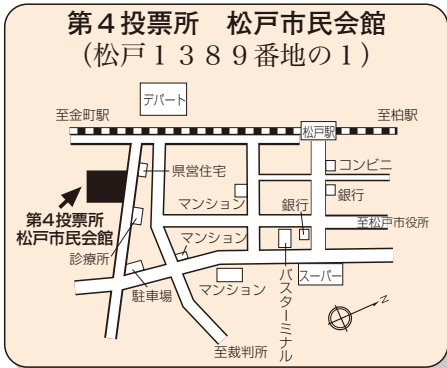 第４投票所　松戸市民会館
（松戸１３８９番地の１）
デパート
至金町駅
松戸駅
至柏駅
県営住宅
コンビニ
マンション
銀行
銀行
第４投票所
松戸市民会館
至松戸市役所
診療所
マンション
駐車場
マンション
バスターミナル
スーパー
至裁判所
N